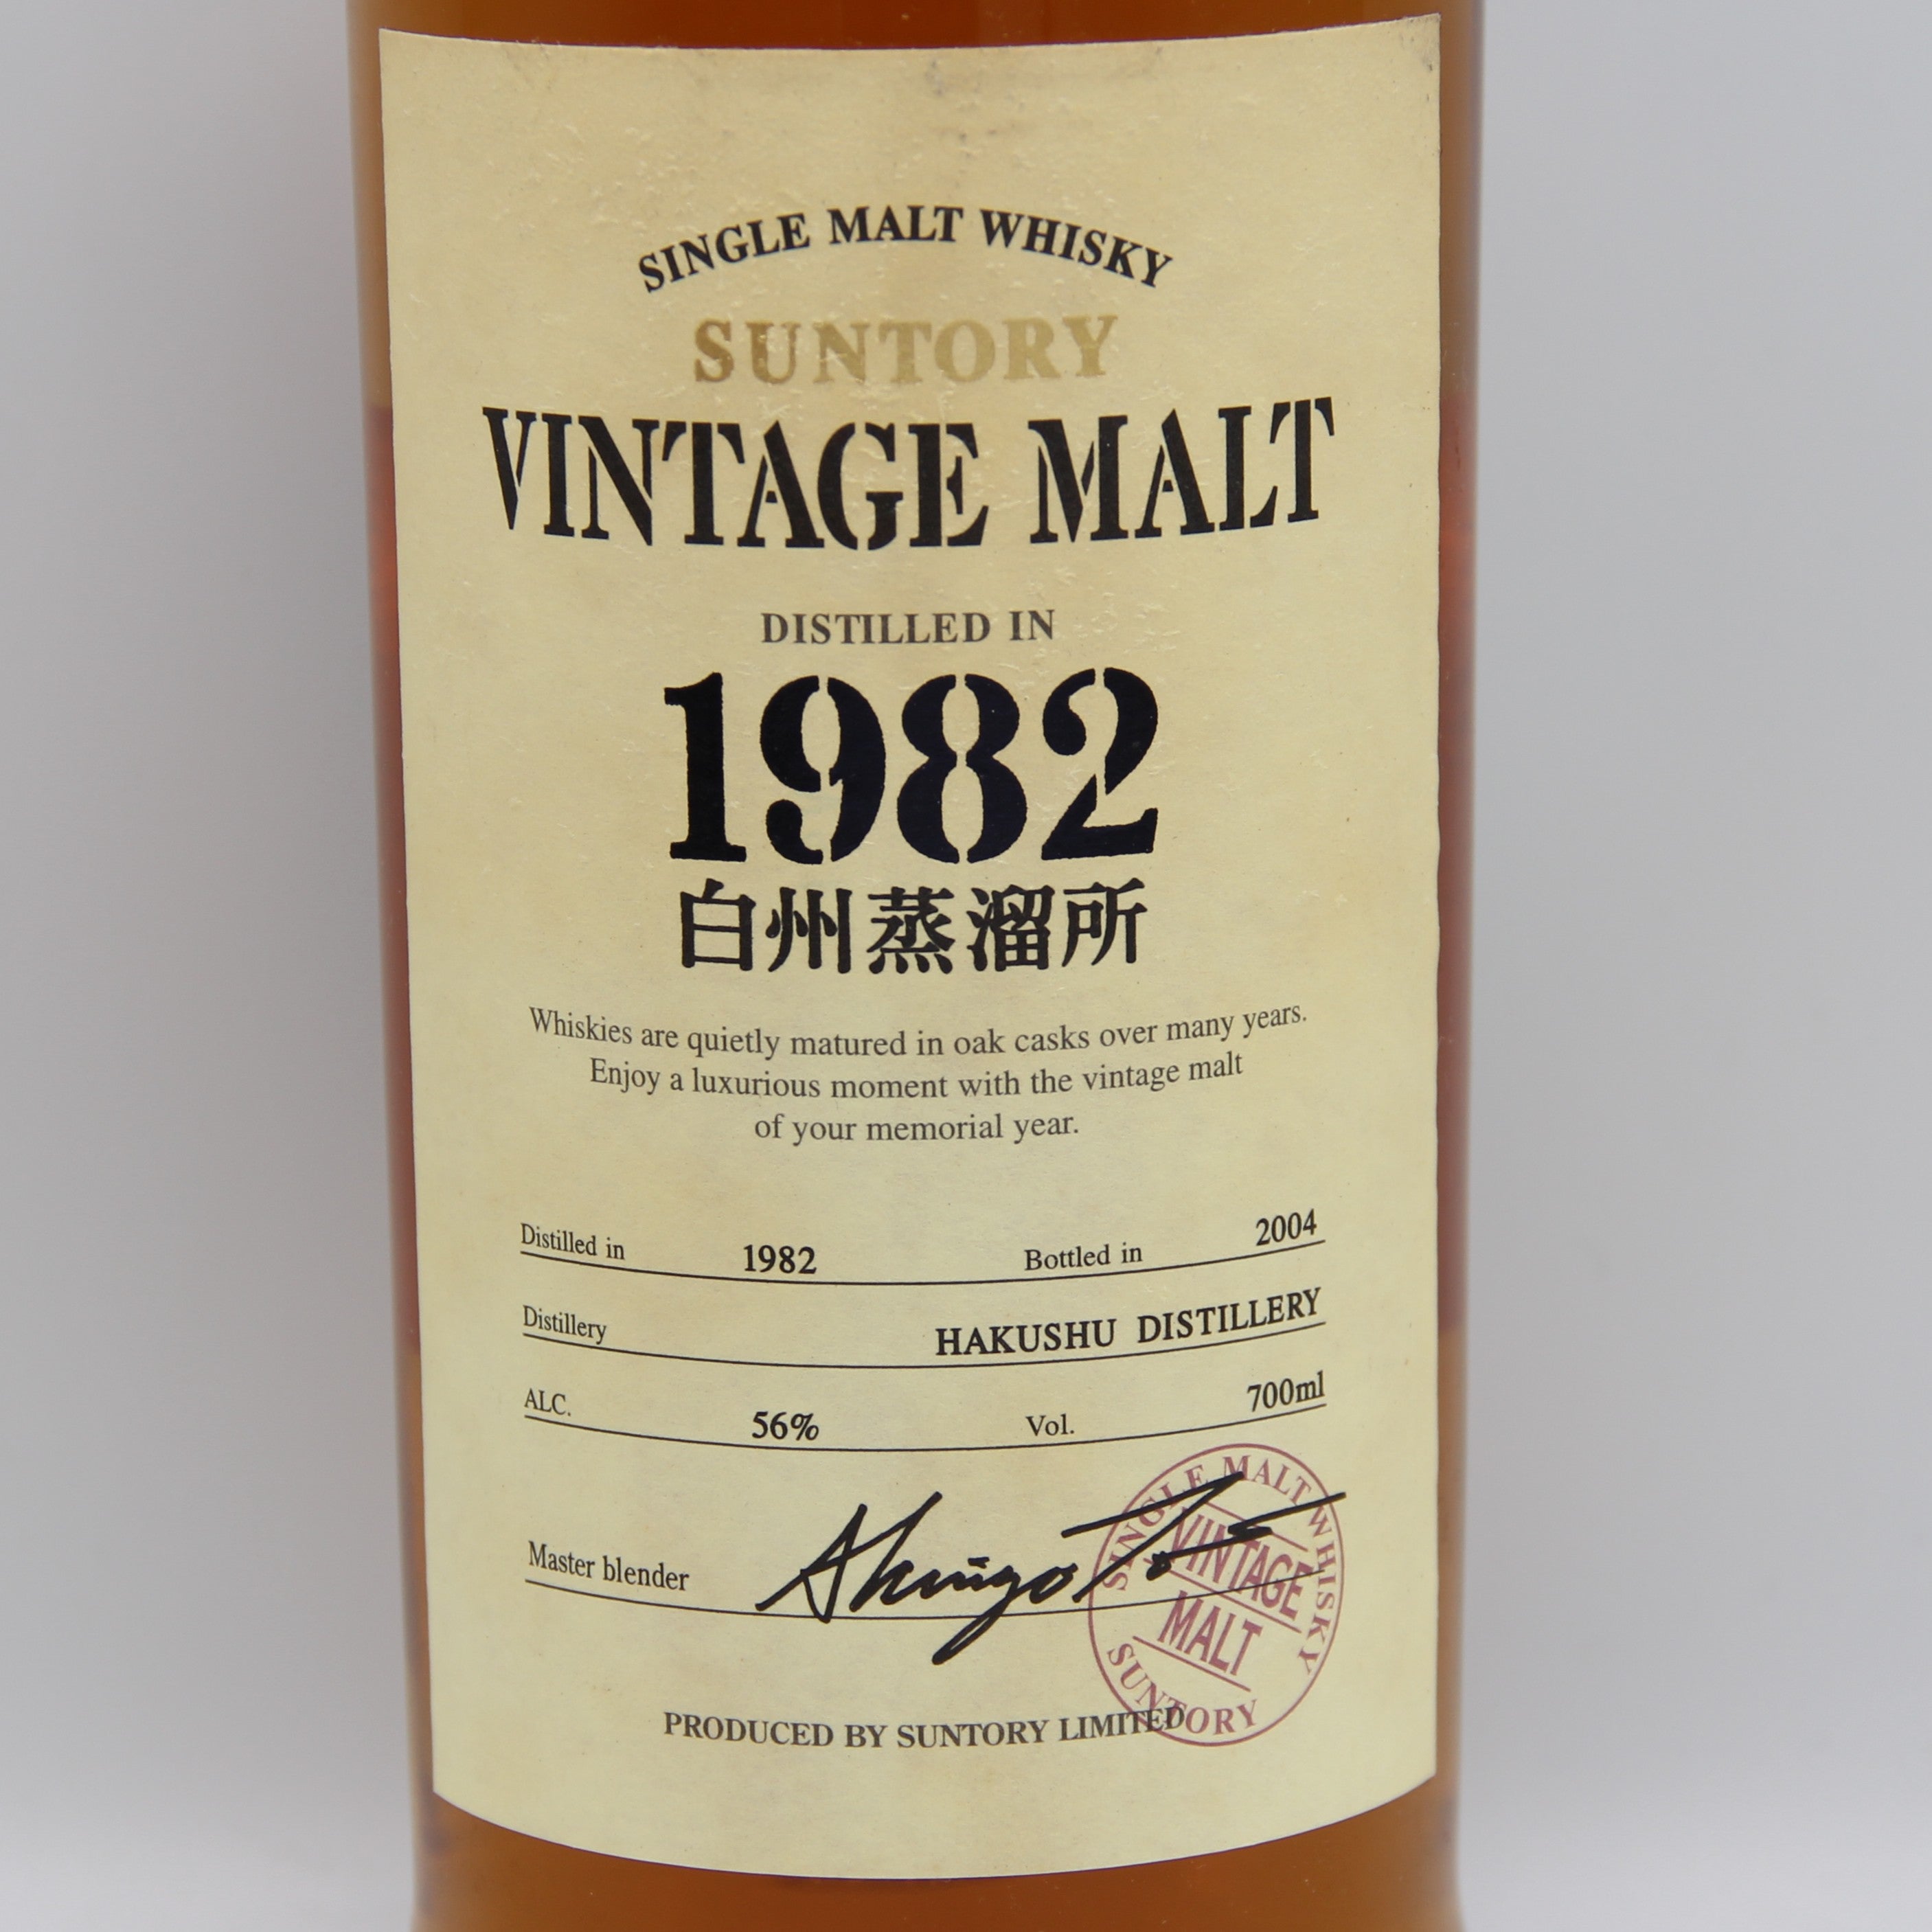 SINGLE MALT WHISKY
SUNTORY
VINTAGE MALT
DISTILLED IN
1982
白州蒸溜所
Whiskies are quietly matured in oak casks over many years.
Enjoy a luxurious moment with the vintage malt
of your memorial year.
Distilled in 1982 Bottled in 2004
Distillery HAKUSHU DISTILLERY
ALC. 56% Vol. 700ml
Master blender
SINGLE MALT WHISKY
VINTAGE
MALT
SUNTORY
PRODUCED BY SUNTORY LIMITED